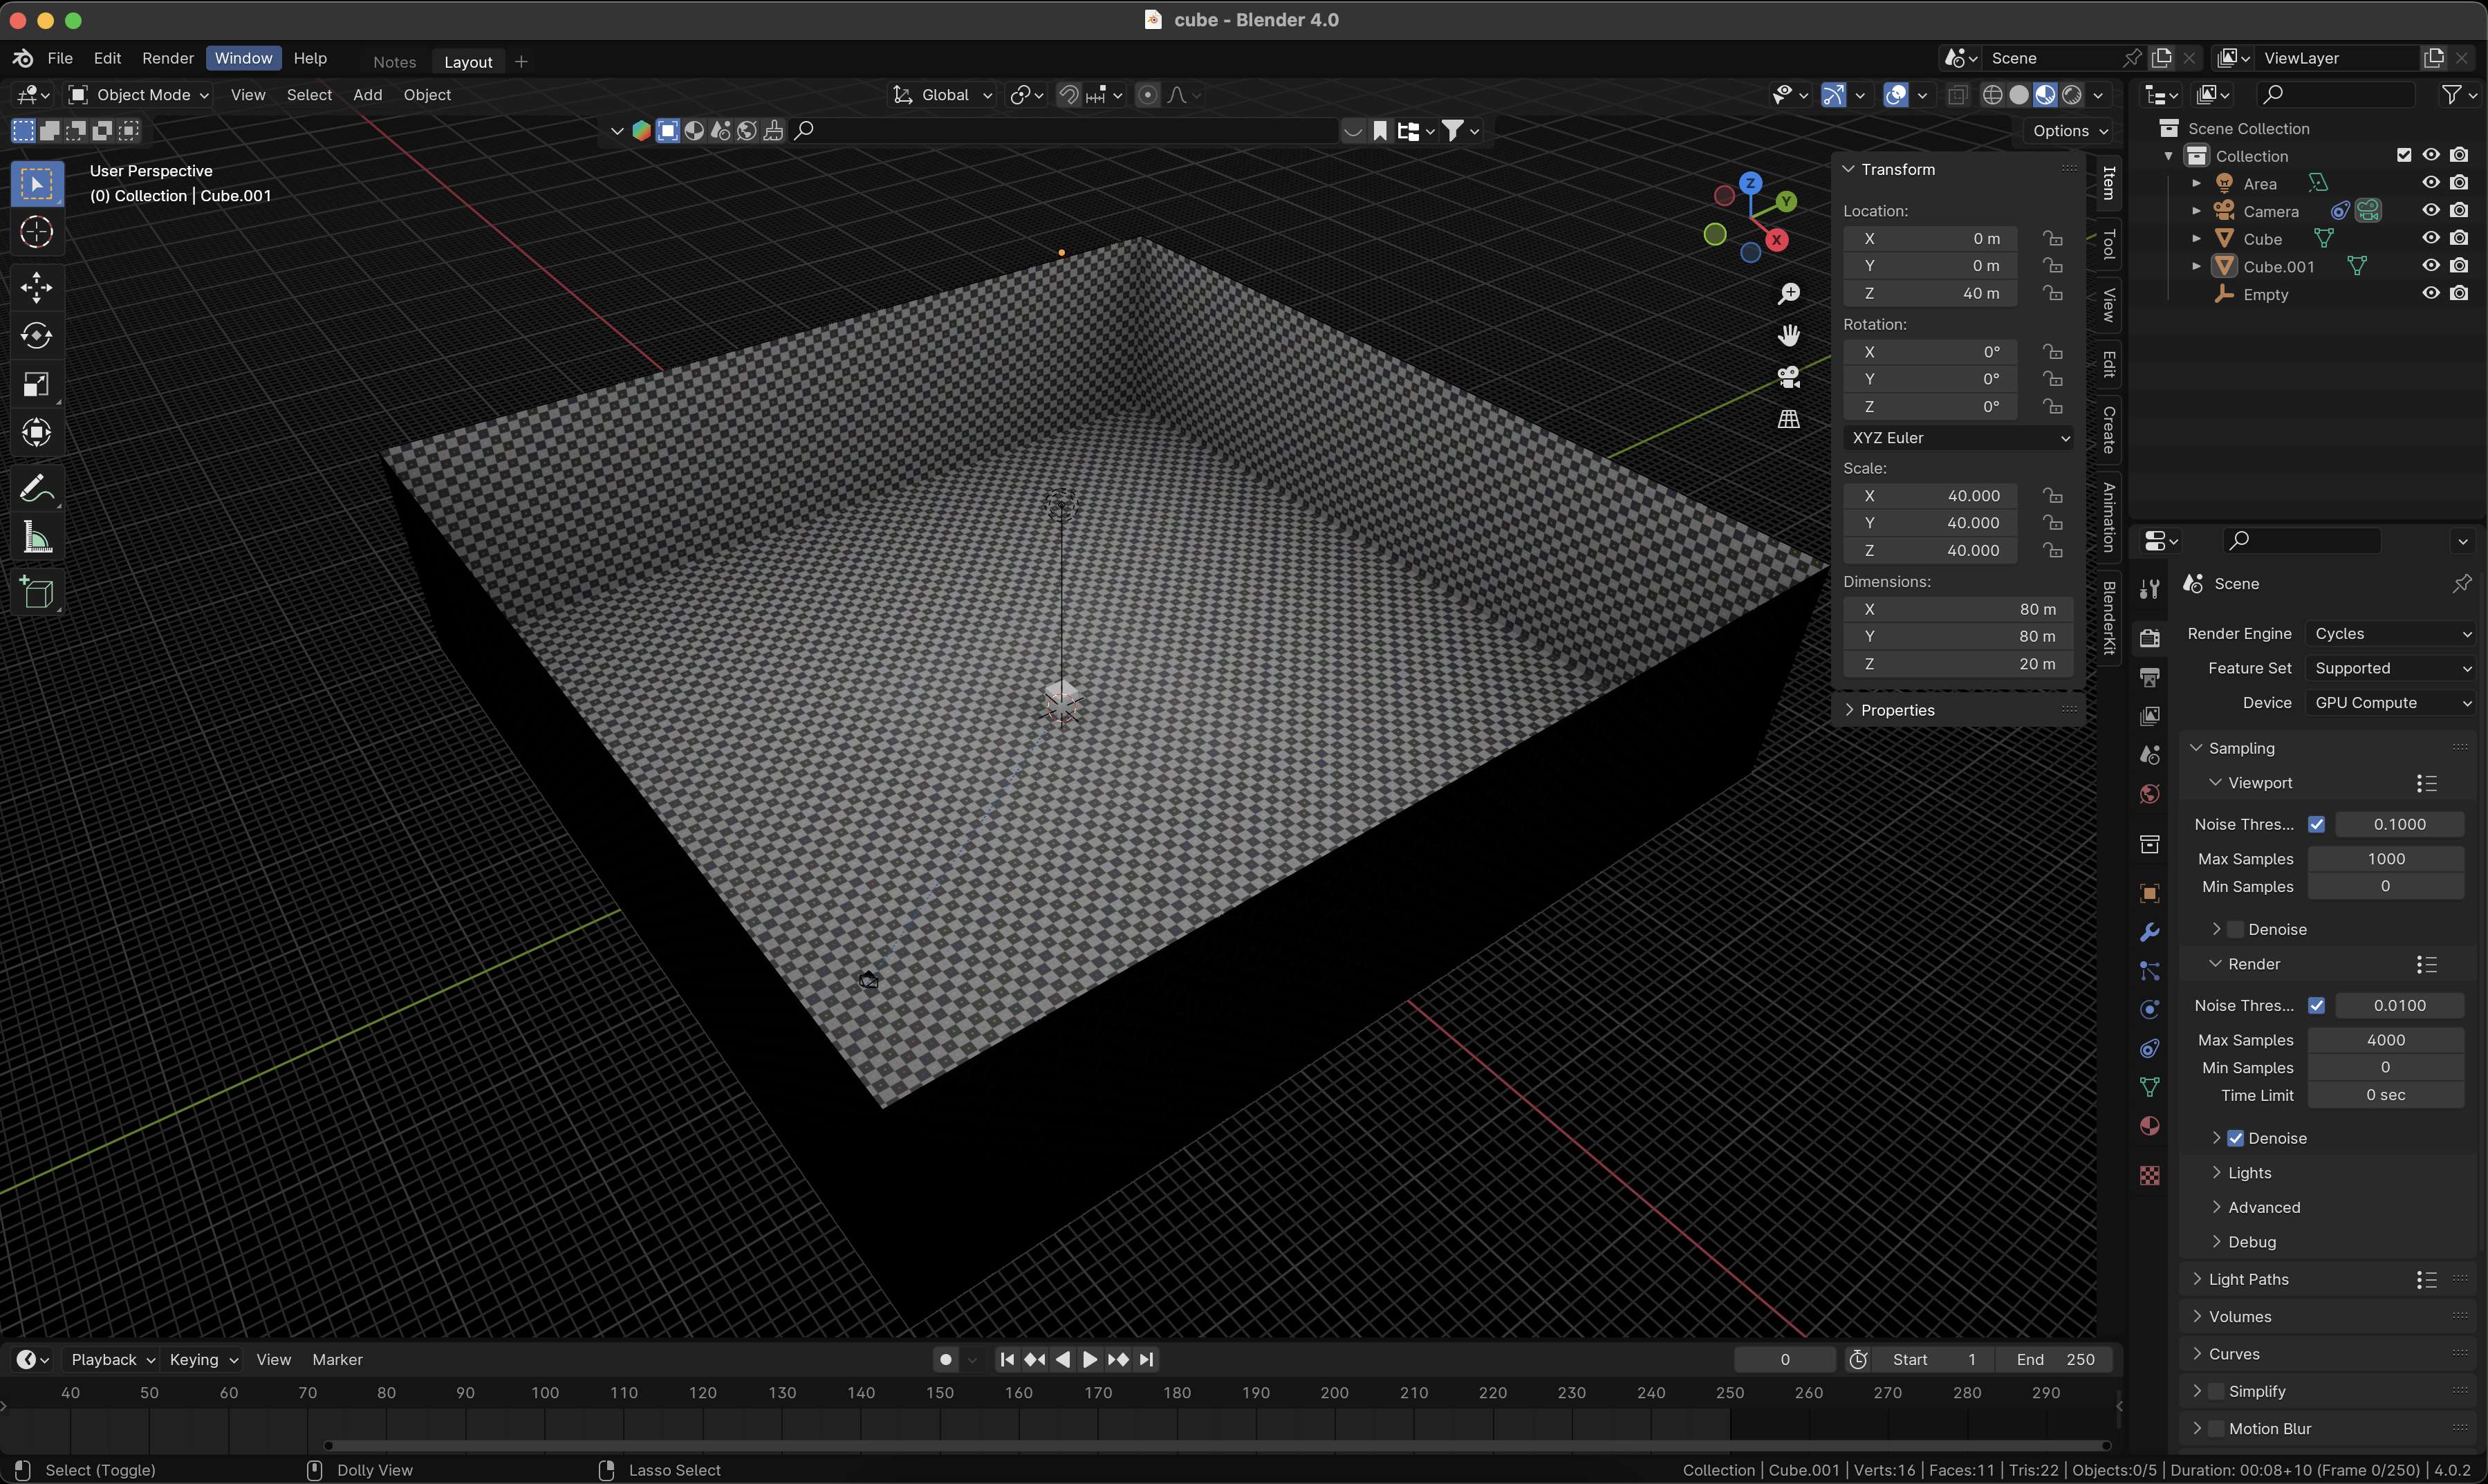 cube - Blender 4.0
File Edit Render Window Help Notes Layout +
Scene
ViewLayer
Object Mode View Select Add Object
Global
Options
User Perspective
(0) Collection | Cube.001
Z
Y
X
Transform
Location:
X 0 m
Y 0 m
Z 40 m
Rotation:
X 0°
Y 0°
Z 0°
XYZ Euler
Scale:
X 40.000
Y 40.000
Z 40.000
Dimensions:
X 80 m
Y 80 m
Z 20 m
Properties
Item
Tool
View
Edit
Create
Animation
BlenderKit
Scene Collection
Collection
Area
Camera
Cube
Cube.001
Empty
Scene
Render Engine Cycles
Feature Set Supported
Device GPU Compute
Sampling
Viewport
Noise Thres... 0.1000
Max Samples 1000
Min Samples 0
Denoise
Render
Noise Thres... 0.0100
Max Samples 4000
Min Samples 0
Time Limit 0 sec
Denoise
Lights
Advanced
Debug
Light Paths
Volumes
Curves
Simplify
Motion Blur
Playback Keying View Marker
0 Start 1 End 250
40 50 60 70 80 90 100 110 120 130 140 150 160 170 180 190 200 210 220 230 240 250 260 270 280 290
Select (Toggle) Dolly View Lasso Select
Collection | Cube.001 | Verts:16 | Faces:11 | Tris:22 | Objects:0/5 | Duration: 00:08+10 (Frame 0/250) | 4.0.2